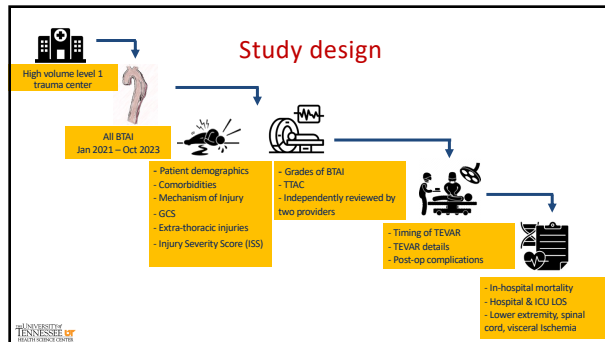 Study design
High volume level 1
trauma center
All BTAI
Jan 2021 – Oct 2023
- Patient demographics
- Comorbidities
- Mechanism of Injury
- GCS
- Extra-thoracic injuries
- Injury Severity Score (ISS)
- Grades of BTAI
- TTAC
- Independently reviewed by
two providers
- Timing of TEVAR
- TEVAR details
- Post-op complications
- In-hospital mortality
- Hospital & ICU LOS
- Lower extremity, spinal
cord, visceral Ischemia
THE UNIVERSITY of
TENNESSEE UT
HEALTH SCIENCE CENTER